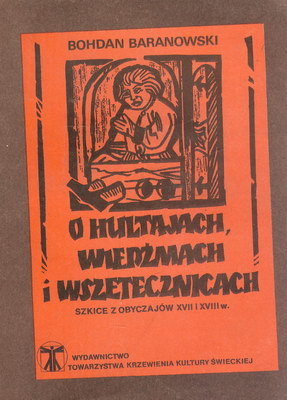 BOHDAN BARANOWSKI
O HULTAJACH,
WIEDŹMACH
i WSZETECZNICACH
SZKICE Z OBYCZAJÓW XVII I XVIII w.
WYDAWNICTWO
TOWARZYSTWA KRZEWIENIA KULTURY ŚWIECKIEJ